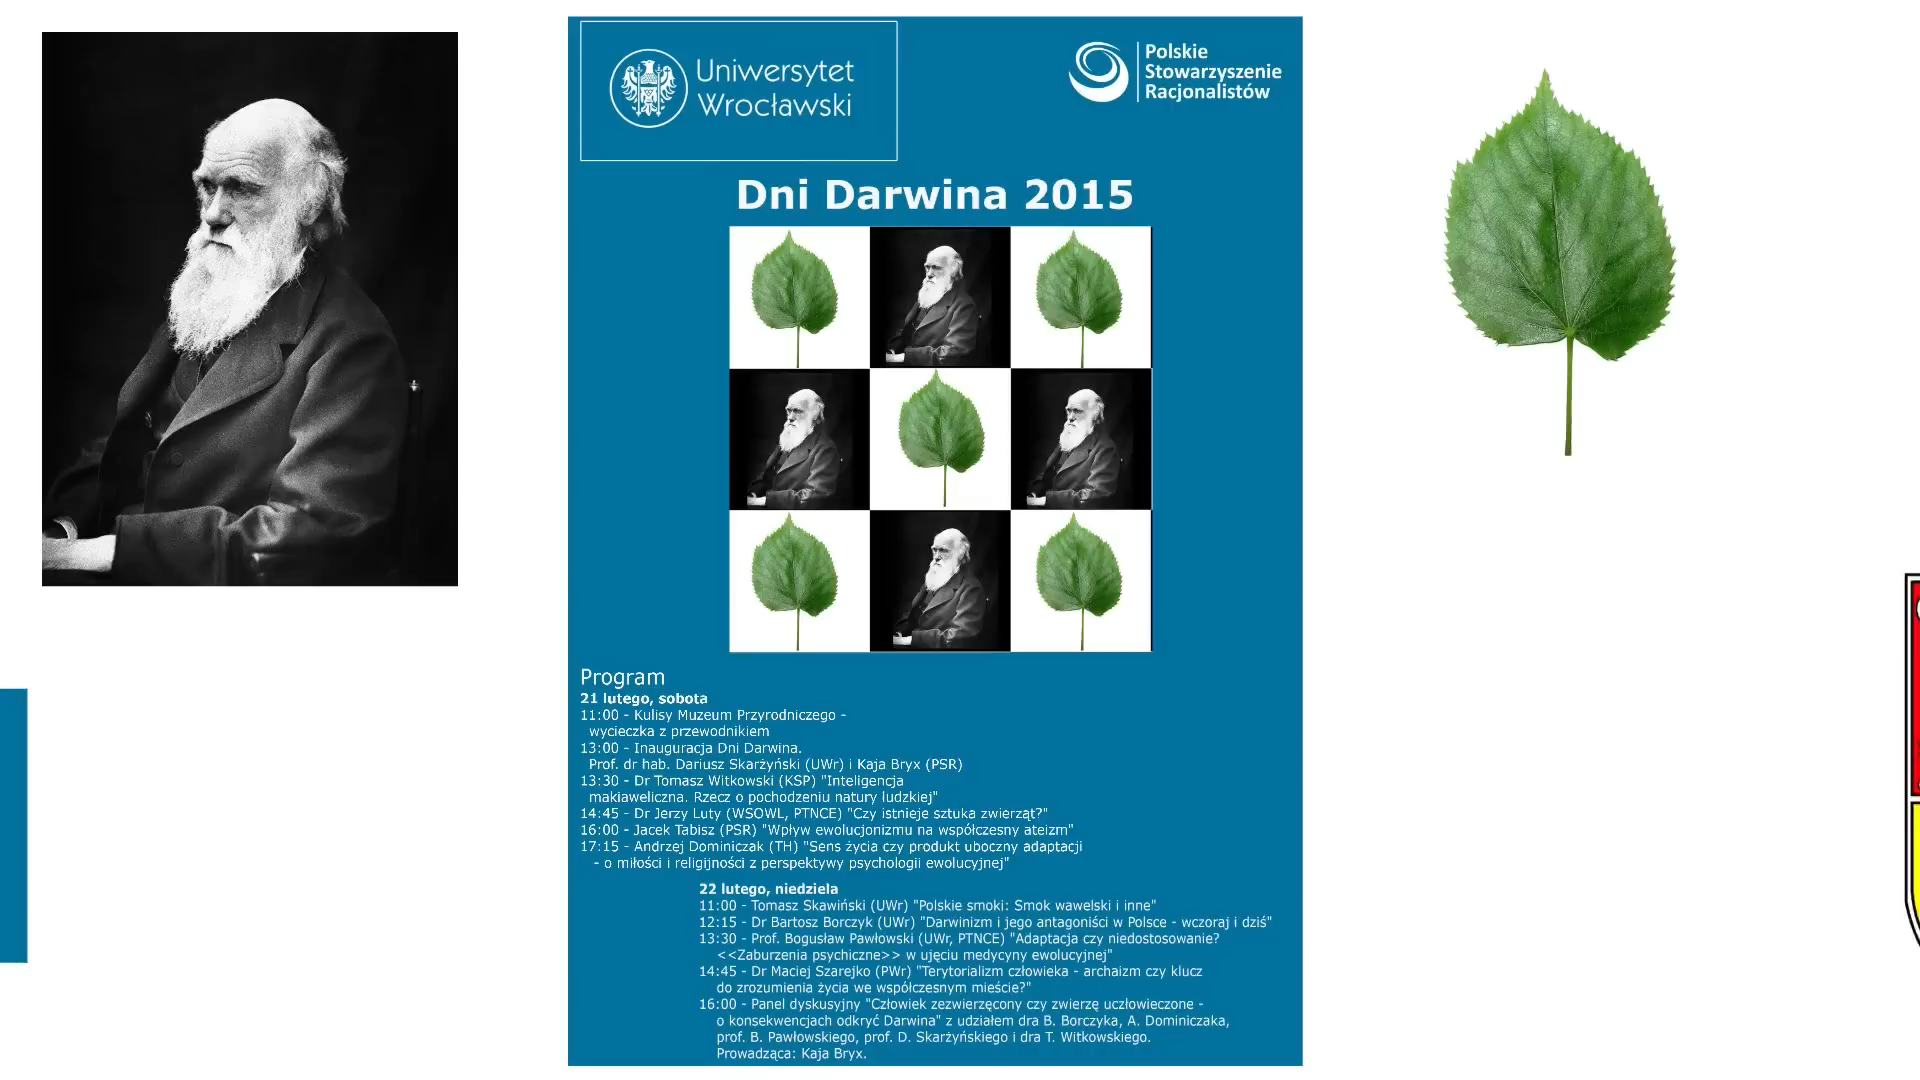 Uniwersytet
Wrocławski
Polskie
Stowarzyszenie
Racjonalistów
Dni Darwina 2015
Program
21 lutego, sobota
11:00 - Kulisy Muzeum Przyrodniczego -
wycieczka z przewodnikiem
13:00 - Inauguracja Dni Darwina.
Prof. dr hab. Dariusz Skarżyński (UWr) i Kaja Bryx (PSR)
13:30 - Dr Tomasz Witkowski (KSP) "Inteligencja
makiaweliczna. Rzecz o pochodzeniu natury ludzkiej"
14:45 - Dr Jerzy Luty (WSOWL, PTNCE) "Czy istnieje sztuka zwierząt?"
16:00 - Jacek Tabisz (PSR) "Wpływ ewolucjonizmu na współczesny ateizm"
17:15 - Andrzej Dominiczak (TH) "Sens życia czy produkt uboczny adaptacji
- o miłości i religijności z perspektywy psychologii ewolucyjnej"
22 lutego, niedziela
11:00 - Tomasz Skawiński (UWr) "Polskie smoki: Smok wawelski i inne"
12:15 - Dr Bartosz Borczyk (UWr) "Darwinizm i jego antagoniści w Polsce - wczoraj i dziś"
13:30 - Prof. Bogusław Pawłowski (UWr, PTNCE) "Adaptacja czy niedostosowanie?
<<Zaburzenia psychiczne>> w ujęciu medycyny ewolucyjnej"
14:45 - Dr Maciej Szarejko (PWr) "Terytorializm człowieka - archaizm czy klucz
do zrozumienia życia we współczesnym mieście?"
16:00 - Panel dyskusyjny "Człowiek zezwierzęcony czy zwierzę uczłowieczone -
o konsekwencjach odkryć Darwina" z udziałem dra B. Borczyka, A. Dominiczaka,
prof. B. Pawłowskiego, prof. D. Skarżyńskiego i dra T. Witkowskiego.
Prowadząca: Kaja Bryx.